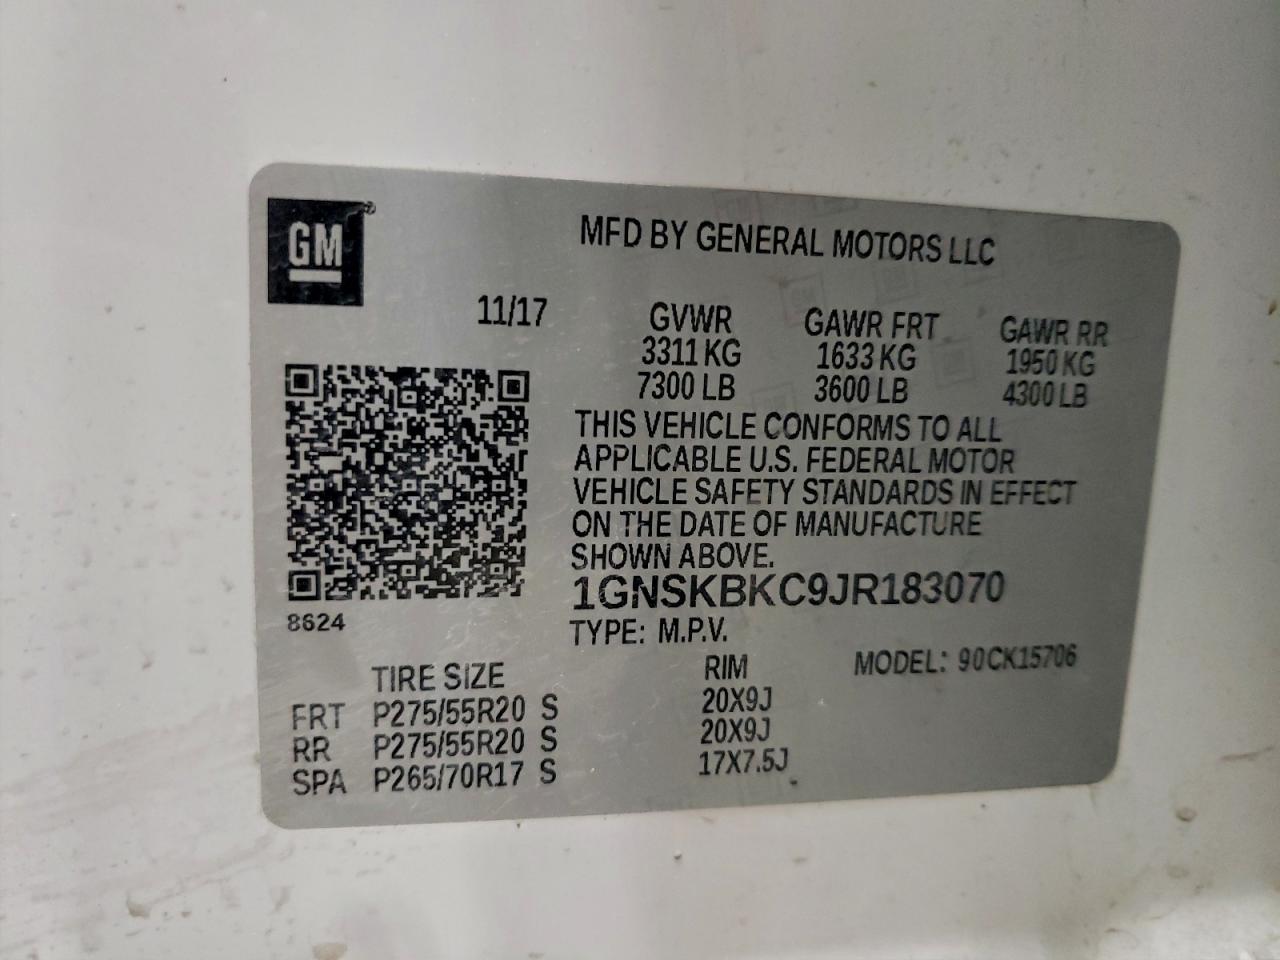 GM
MFD BY GENERAL MOTORS LLC
11/17 GVWR GAWR FRT GAWR RR
3311 KG 1633 KG 1950 KG
7300 LB 3600 LB 4300 LB
THIS VEHICLE CONFORMS TO ALL
APPLICABLE U.S. FEDERAL MOTOR
VEHICLE SAFETY STANDARDS IN EFFECT
ON THE DATE OF MANUFACTURE
SHOWN ABOVE.
1GNSKBKC9JR183070
8624
TYPE: M.P.V.
TIRE SIZE RIM MODEL: 90CK15706
FRT P275/55R20 S 20X9J
RR P275/55R20 S 20X9J
SPA P265/70R17 S 17X7.5J